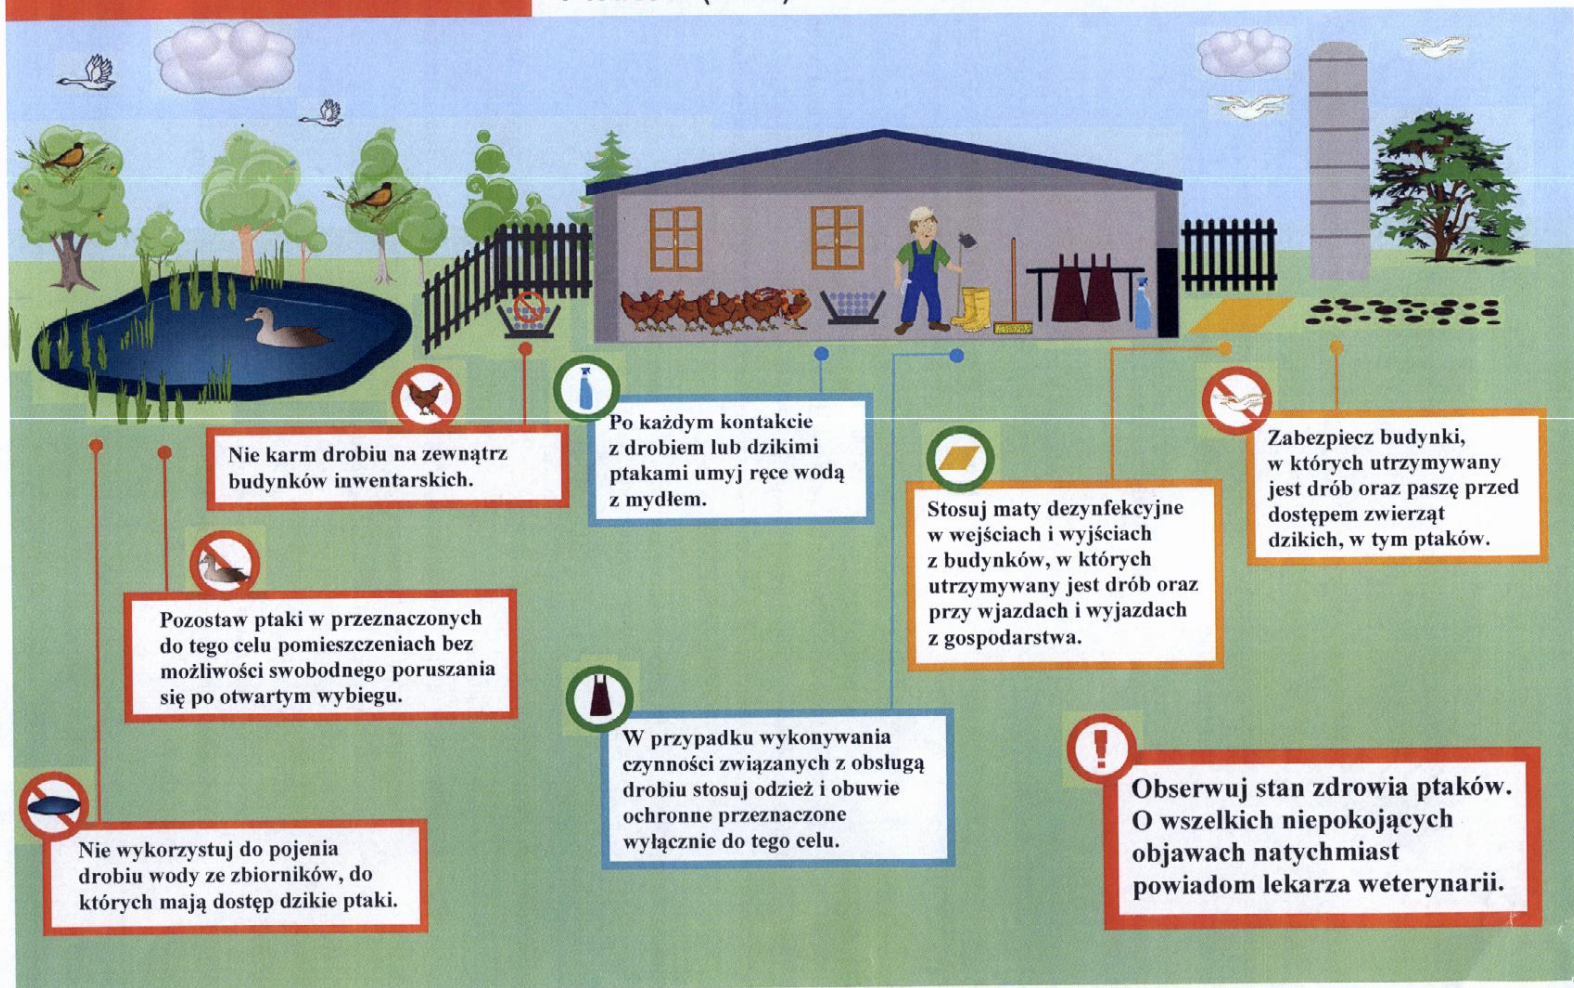 Nie karm drobiu na zewnątrz
budynków inwentarskich.
Po każdym kontakcie
z drobiem lub dzikimi
ptakami umyj ręce wodą
z mydłem.
Zabezpiecz budynki,
w których utrzymywany
jest drób oraz paszę przed
dostępem zwierząt
dzikich, w tym ptaków.
Stosuj maty dezynfekcyjne
w wejściach i wyjściach
z budynków, w których
utrzymywany jest drób oraz
przy wjazdach i wyjazdach
z gospodarstwa.
Pozostaw ptaki w przeznaczonych
do tego celu pomieszczeniach bez
możliwości swobodnego poruszania
się po otwartym wybiegu.
W przypadku wykonywania
czynności związanych z obsługą
drobiu stosuj odzież i obuwie
ochronne przeznaczone
wyłącznie do tego celu.
Obserwuj stan zdrowia ptaków.
O wszelkich niepokojących
objawach natychmiast
powiadom lekarza weterynarii.
Nie wykorzystuj do pojenia
drobiu wody ze zbiorników, do
których mają dostęp dzikie ptaki.